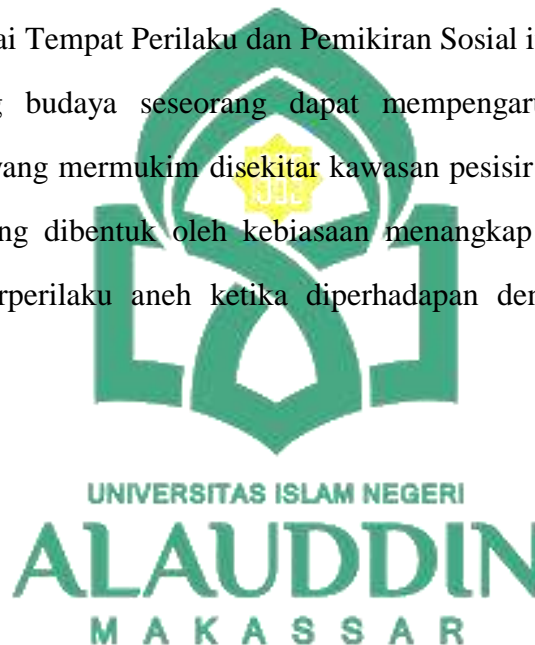 ai Tempat Perilaku dan Pemikiran Sosial i
budaya seseorang dapat mempengaru
yang mermukim disekitar kawasan pesisir
ng dibentuk oleh kebiasaan menangkap
rperilaku aneh ketika diperhadapan den
UNIVERSITAS ISLAM NEGERI
ALAUDDIN
MAKASSAR